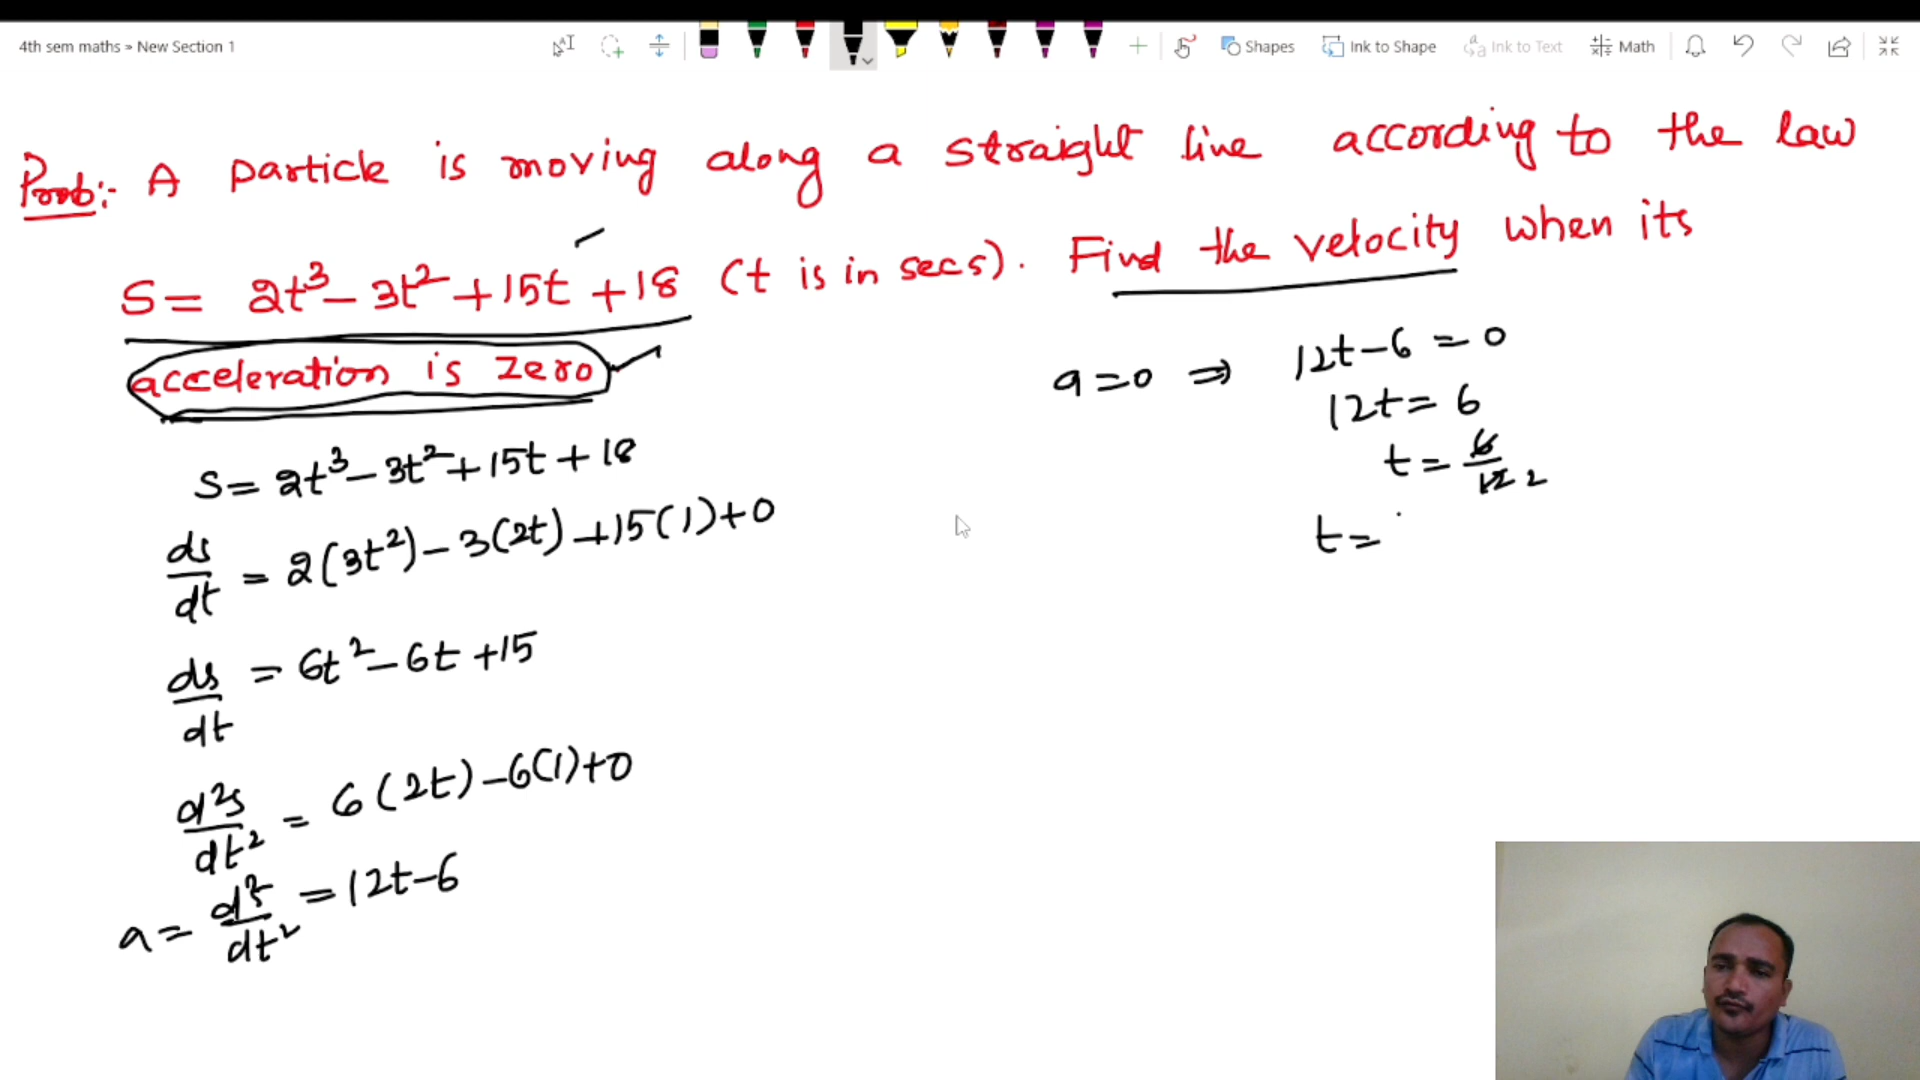 4th sem maths » New Section 1
Shapes
Ink to Shape
Ink to Text
Math
Prob:- A particle is moving along a straight line according to the law
S = 2t³ - 3t² + 15t + 18 (t is in secs). Find the velocity when its
acceleration is zero
S = 2t³ - 3t² + 15t + 18
ds/dt = 2(3t²) - 3(2t) + 15(1) + 0
ds/dt = 6t² - 6t + 15
d²s/dt² = 6(2t) - 6(1) + 0
a = d²s/dt² = 12t - 6
a = 0 ⇒ 12t - 6 = 0
12t = 6
t = 6/12 2
t =